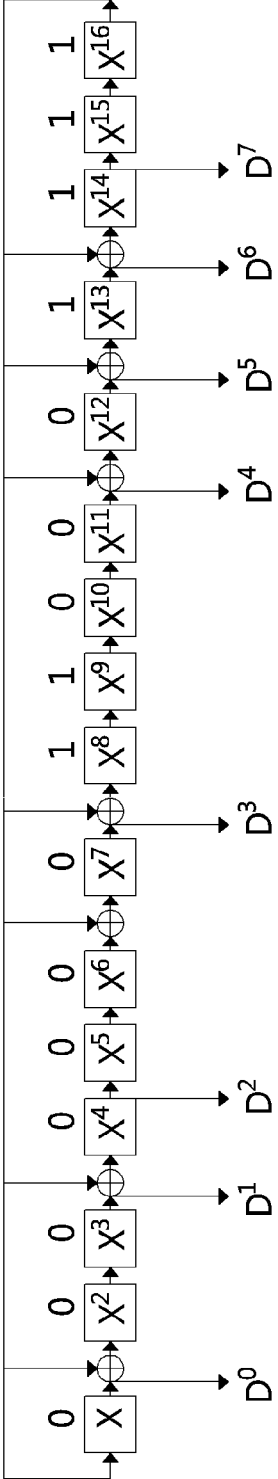 0 0 0 0 0 0 0 1 1 0 0 0 1 1 1 1
X X² X³ X⁴ X⁵ X⁶ X⁷ X⁸ X⁹ X¹⁰ X¹¹ X¹² X¹³ X¹⁴ X¹⁵ X¹⁶
D⁰ D¹ D² D³ D⁴ D⁵ D⁶ D⁷